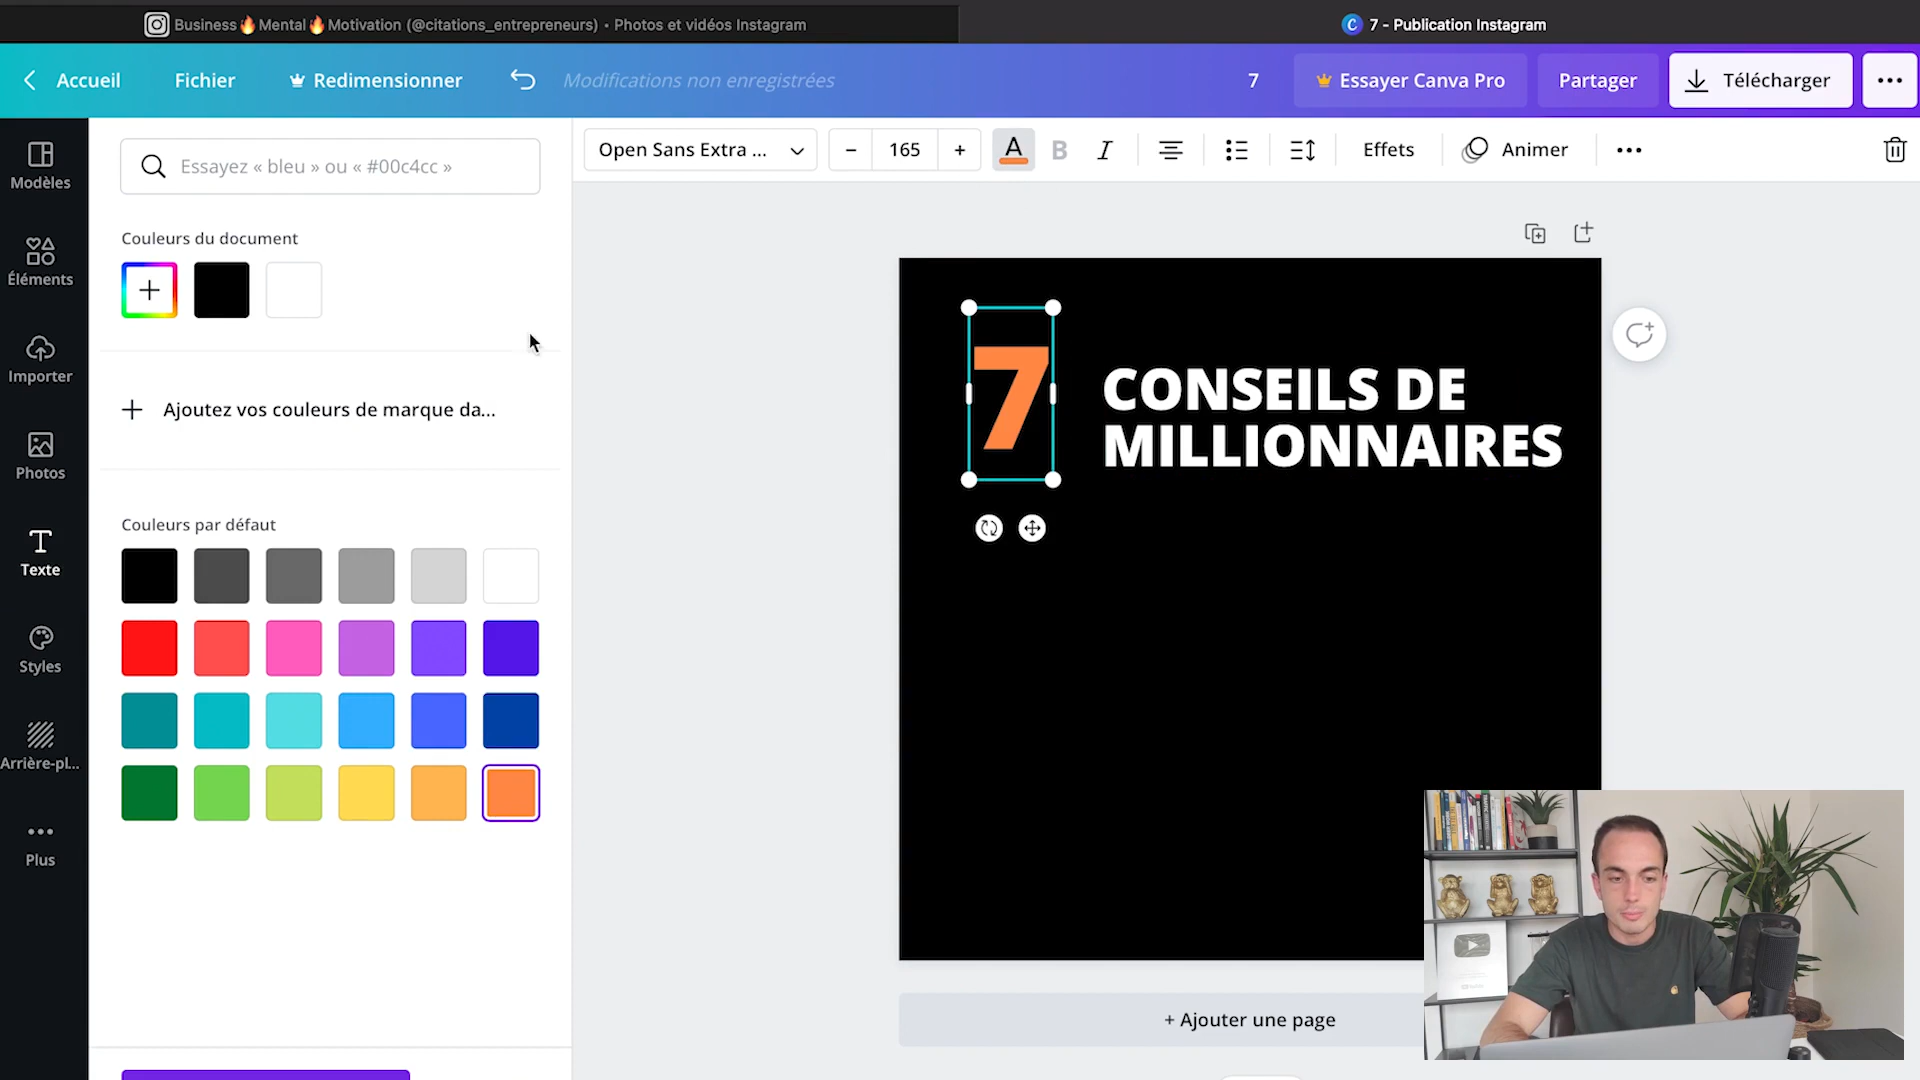 Business🔥Mental🔥Motivation (@citations_entrepreneurs) • Photos et vidéos Instagram
7 - Publication Instagram
Accueil
Fichier
Redimensionner
Modifications non enregistrées
7
Essayer Canva Pro
Partager
Télécharger
Modèles
Éléments
Importer
Photos
Texte
Styles
Arrière-pl...
Plus
Essayez « bleu » ou « #00c4cc »
Couleurs du document
Ajoutez vos couleurs de marque da...
Couleurs par défaut
Open Sans Extra ...
− 165 +
A B I
Effets
Animer
7
CONSEILS DE
MILLIONNAIRES
+ Ajouter une page